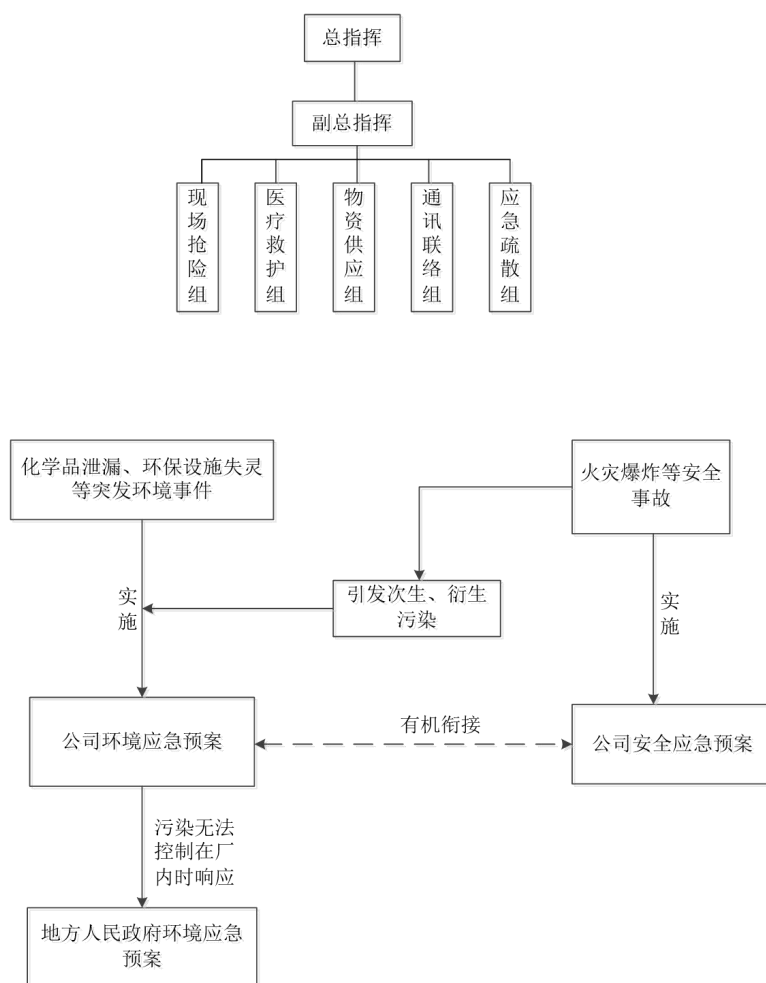 总指挥
副总指挥
现场抢险组
医疗救护组
物资供应组
通讯联络组
应急疏散组
化学品泄漏、环保设施失灵
等突发环境事件
火灾爆炸等安全
事故
引发次生、衍生
污染
实施
实施
公司环境应急预案
有机衔接
公司安全应急预案
污染无法
控制在厂
内时响应
地方人民政府环境应急
预案